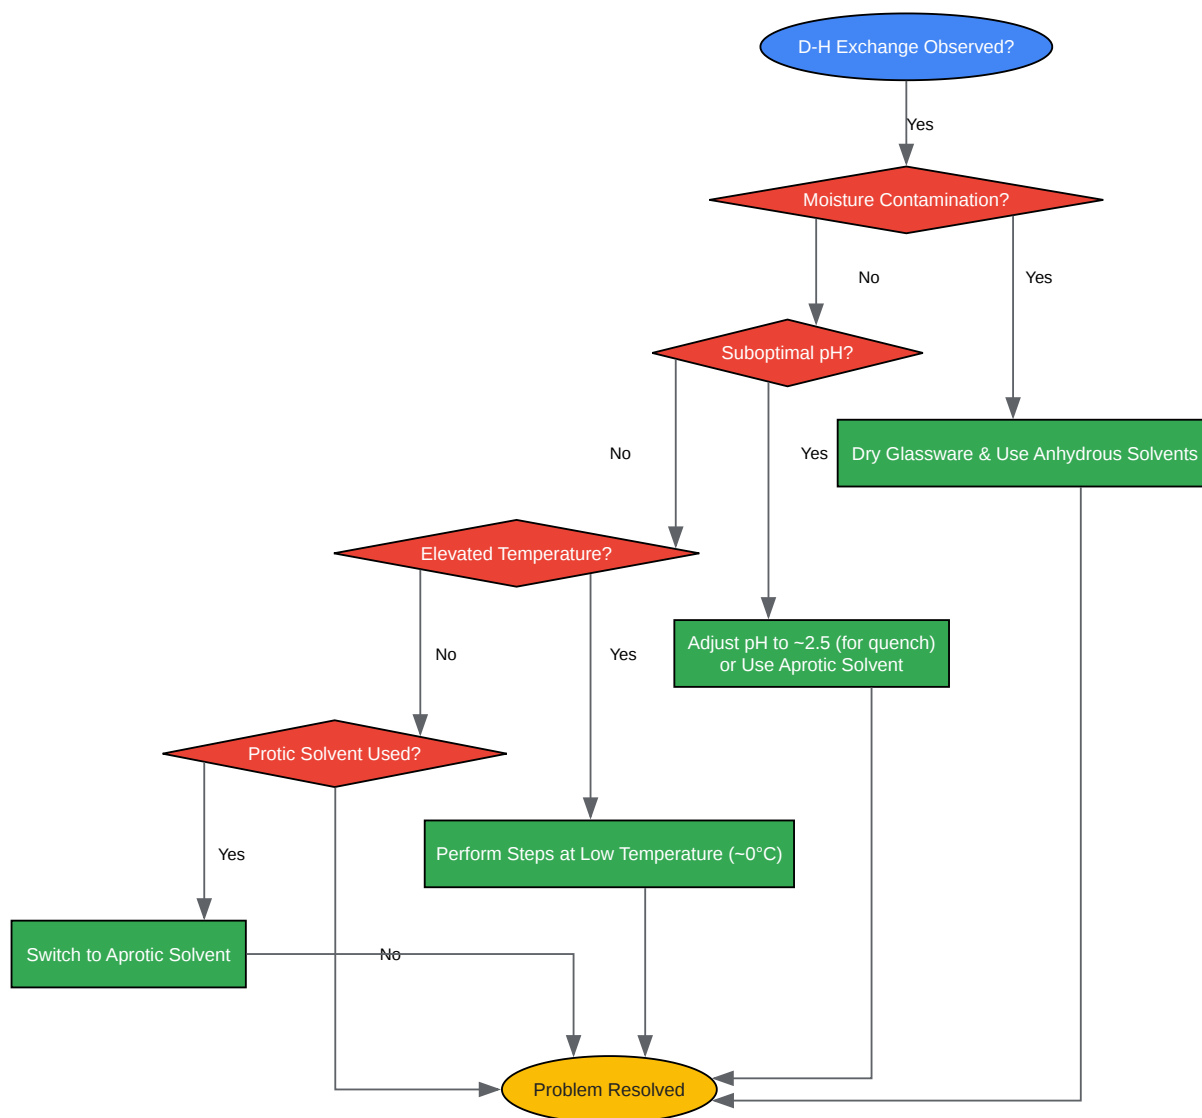 D-H Exchange Observed?
Yes
Moisture Contamination?
No
Yes
Suboptimal pH?
No
Yes
Dry Glassware & Use Anhydrous Solvents
Elevated Temperature?
No
Yes
Adjust pH to ~2.5 (for quench)
or Use Aprotic Solvent
Protic Solvent Used?
Yes
Perform Steps at Low Temperature (~0°C)
Switch to Aprotic Solvent
No
Problem Resolved